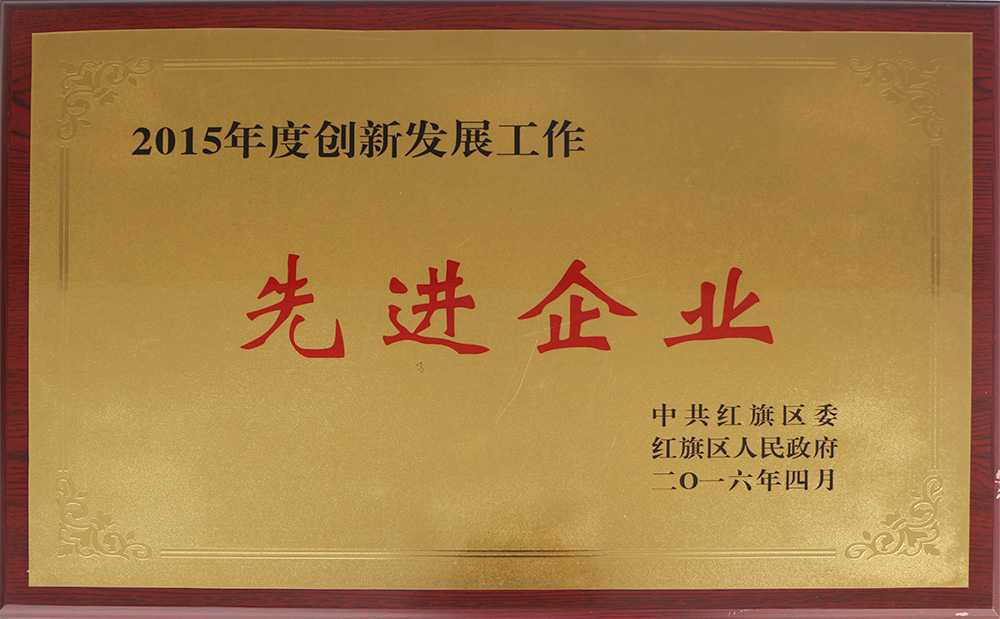 2015年度创新发展工作
先进企业
中共红旗区委
红旗区人民政府
二O一六年四月